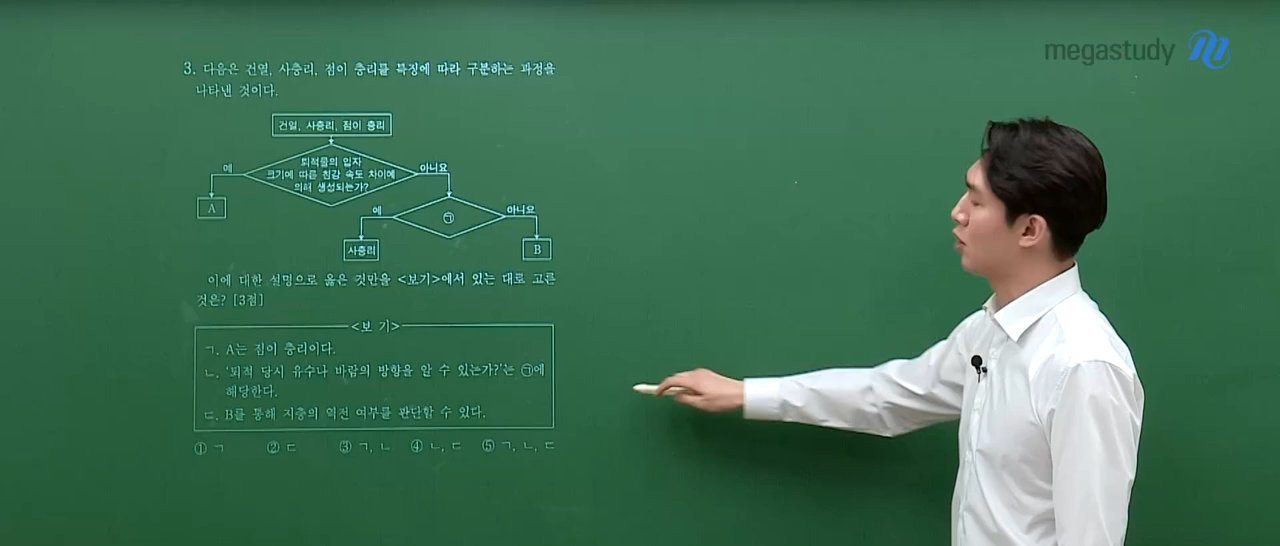 megastudy
3. 다음은 건열, 사층리, 점이 층리를 특징에 따라 구분하는 과정을
나타낸 것이다.
건열, 사층리, 점이 층리
퇴적물의 입자
크기에 따른 침강 속도 차이에
의해 생성되는가?
예
아니요
A
㉠
예
아니요
사층리
B
이에 대한 설명으로 옳은 것만을 <보기>에서 있는 대로 고른
것은? [3점]
<보 기>
ㄱ. A는 점이 층리이다.
ㄴ. ‘퇴적 당시 유수나 바람의 방향을 알 수 있는가?’는 ㉠에
해당한다.
ㄷ. B를 통해 지층의 역전 여부를 판단할 수 있다.
① ㄱ ② ㄷ ③ ㄱ, ㄴ ④ ㄴ, ㄷ ⑤ ㄱ, ㄴ, ㄷ